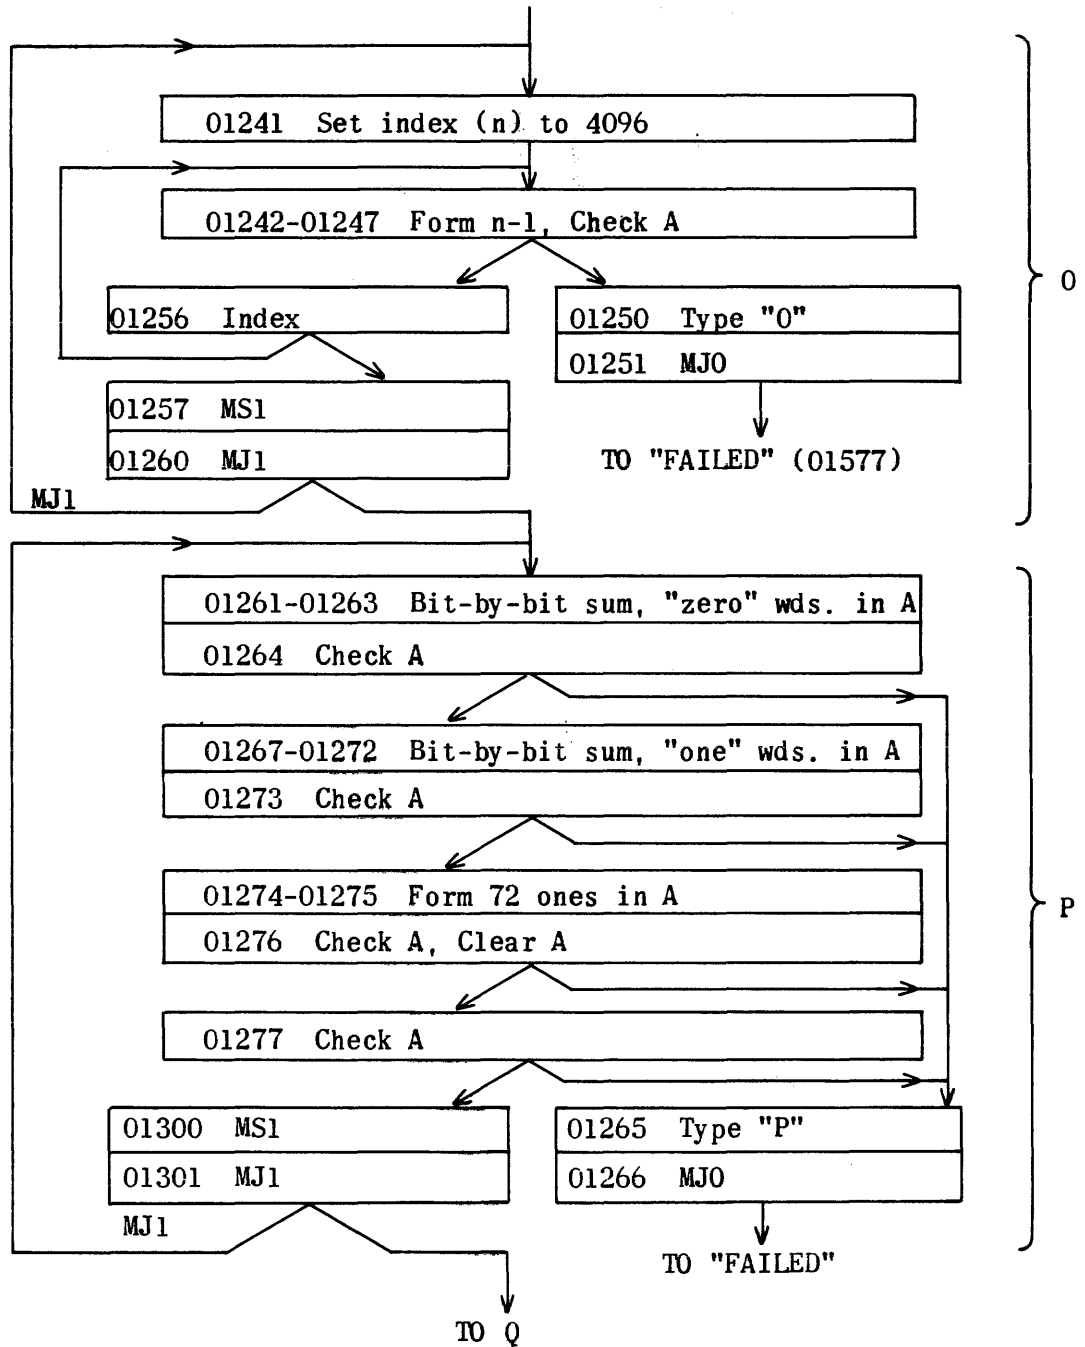 01241 Set index (n) to 4096
01242-01247 Form n-1, Check A
01256 Index
01250 Type "O"
01251 MJ0
01257 MS1
01260 MJ1
TO "FAILED" (01577)
MJ1
O
01261-01263 Bit-by-bit sum, "zero" wds. in A
01264 Check A
01267-01272 Bit-by-bit sum, "one" wds. in A
01273 Check A
01274-01275 Form 72 ones in A
01276 Check A, Clear A
01277 Check A
01300 MS1
01301 MJ1
01265 Type "P"
01266 MJ0
MJ1
TO "FAILED"
P
TO Q